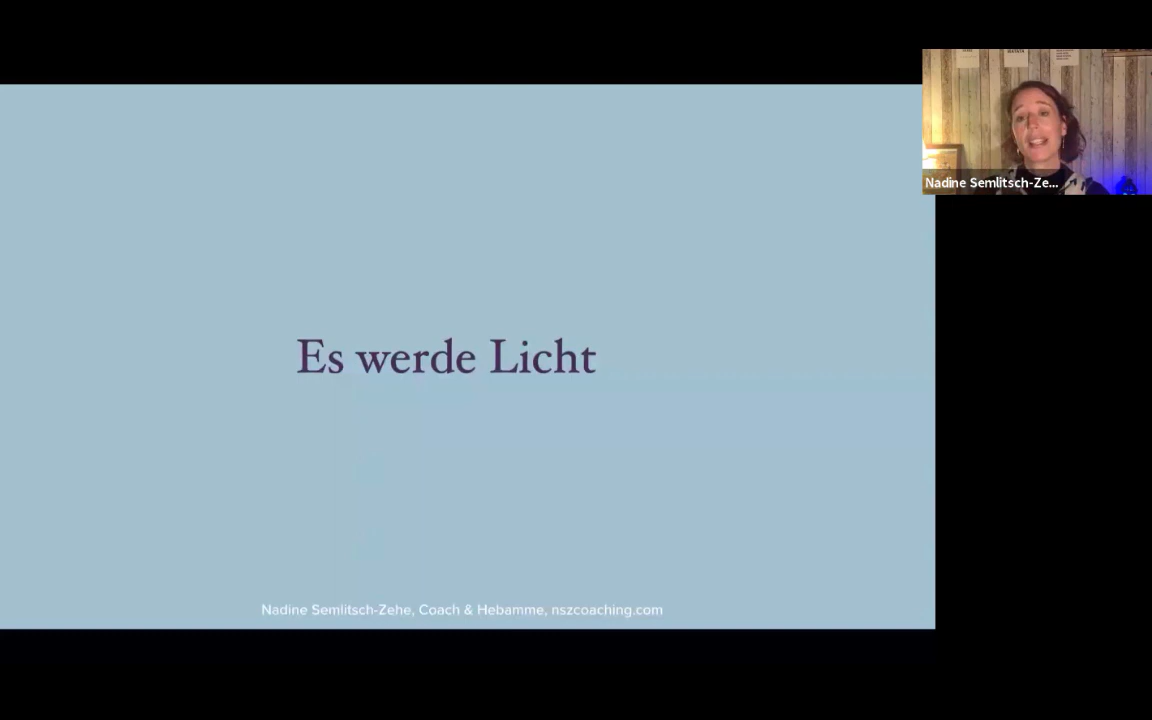 Nadine Semlitsch-Ze...
Es werde Licht
Nadine Semlitsch-Zehe, Coach & Hebamme, nszcoaching.com